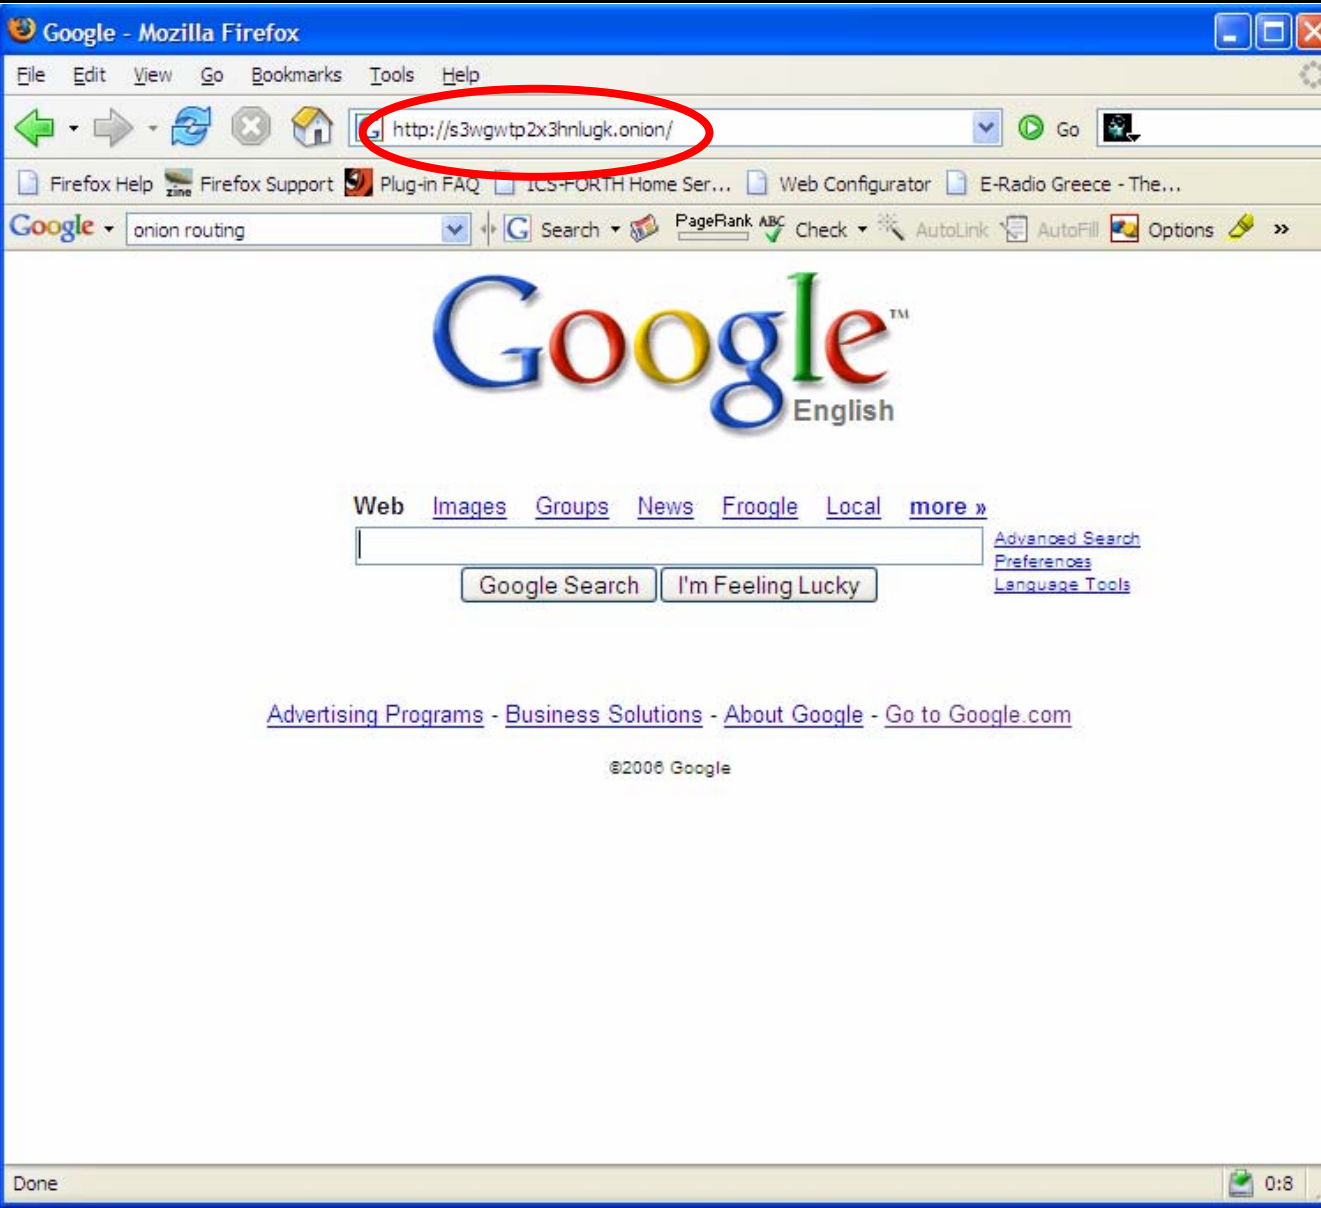 Google - Mozilla Firefox
File Edit View Go Bookmarks Tools Help
G http://s3wgwtp2x3hnlugk.onion/ Go
Firefox Help zine Firefox Support Plug-in FAQ ICS-FORTH Home Ser... Web Configurator E-Radio Greece - The...
Google onion routing G Search PageRank ABC Check AutoLink AutoFill Options »
Google™
English
Web Images Groups News Froogle Local more »
Advanced Search
Preferences
Google Search I'm Feeling Lucky Language Tools
Advertising Programs - Business Solutions - About Google - Go to Google.com
©2006 Google
Done 0:8